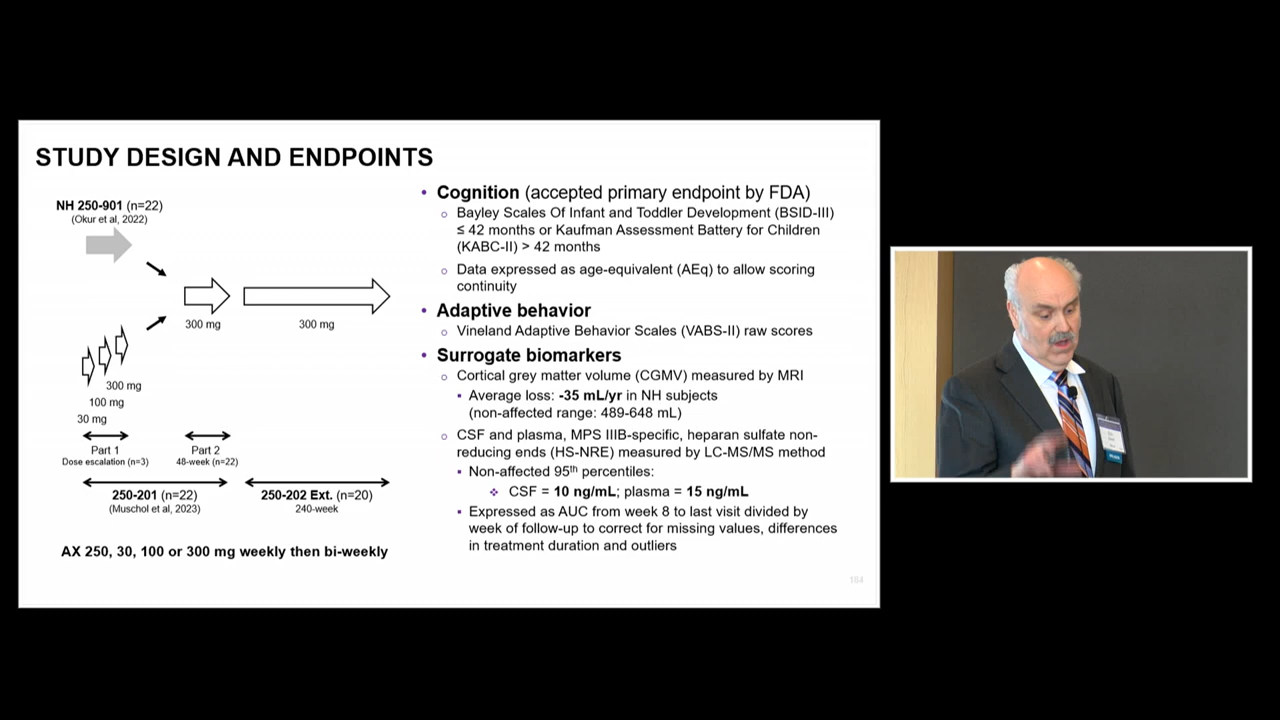 STUDY DESIGN AND ENDPOINTS
NH 250-901 (n=22)
(Okur et al, 2022)
300 mg
300 mg
300 mg
100 mg
30 mg
Part 1
Dose escalation (n=3)
Part 2
48-week (n=22)
250-201 (n=22)
(Muschol et al, 2023)
250-202 Ext. (n=20)
240-week
AX 250, 30, 100 or 300 mg weekly then bi-weekly
• Cognition (accepted primary endpoint by FDA)
○ Bayley Scales Of Infant and Toddler Development (BSID-III)
≤ 42 months or Kaufman Assessment Battery for Children
(KABC-II) > 42 months
○ Data expressed as age-equivalent (AEq) to allow scoring
continuity
• Adaptive behavior
○ Vineland Adaptive Behavior Scales (VABS-II) raw scores
• Surrogate biomarkers
○ Cortical grey matter volume (CGMV) measured by MRI
▪ Average loss: -35 mL/yr in NH subjects
(non-affected range: 489-648 mL)
○ CSF and plasma, MPS IIIB-specific, heparan sulfate non-
reducing ends (HS-NRE) measured by LC-MS/MS method
▪ Non-affected 95th percentiles:
❖ CSF = 10 ng/mL; plasma = 15 ng/mL
▪ Expressed as AUC from week 8 to last visit divided by
week of follow-up to correct for missing values, differences
in treatment duration and outliers
184